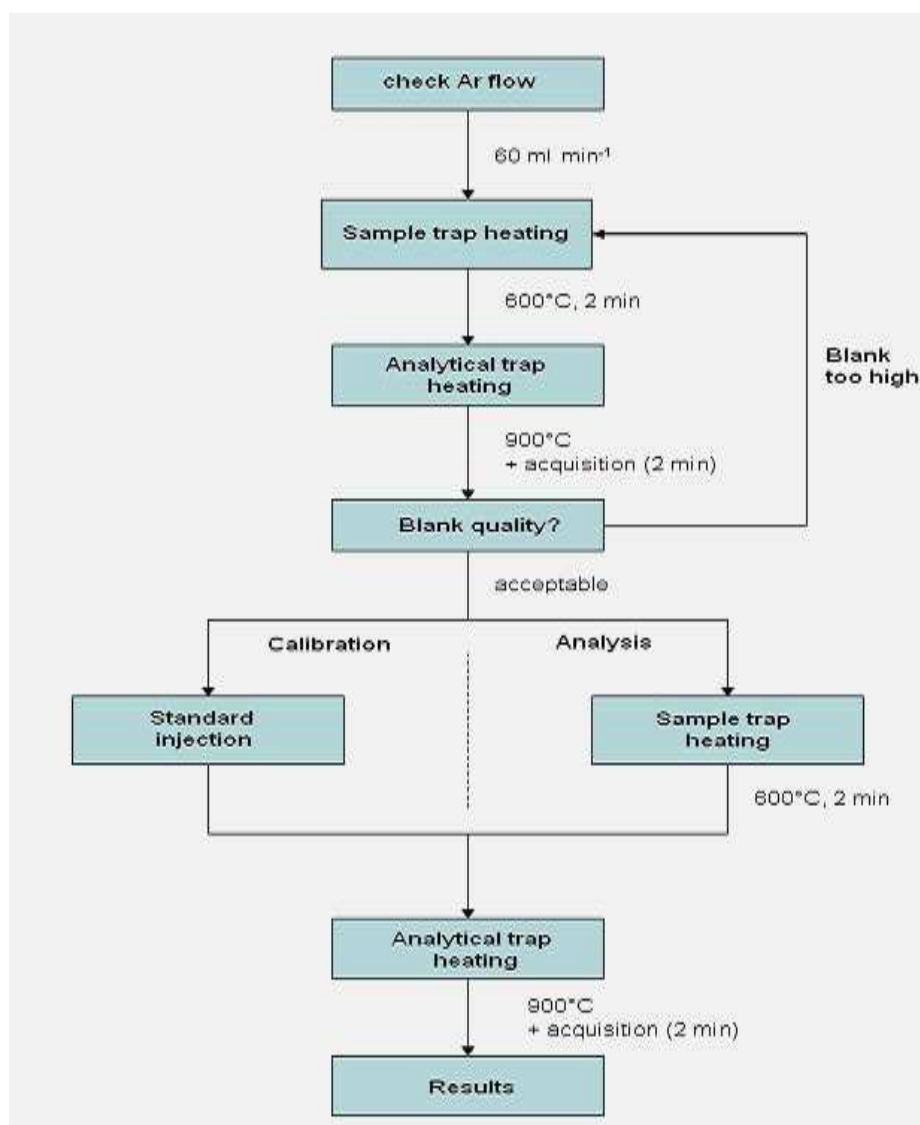 check Ar flow
60 ml min⁻¹
Sample trap heating
600°C, 2 min
Analytical trap
heating
Blank
too high
900°C
+ acquisition (2 min)
Blank quality?
acceptable
Calibration
Analysis
Standard
injection
Sample trap
heating
600°C, 2 min
Analytical trap
heating
900°C
+ acquisition (2 min)
Results